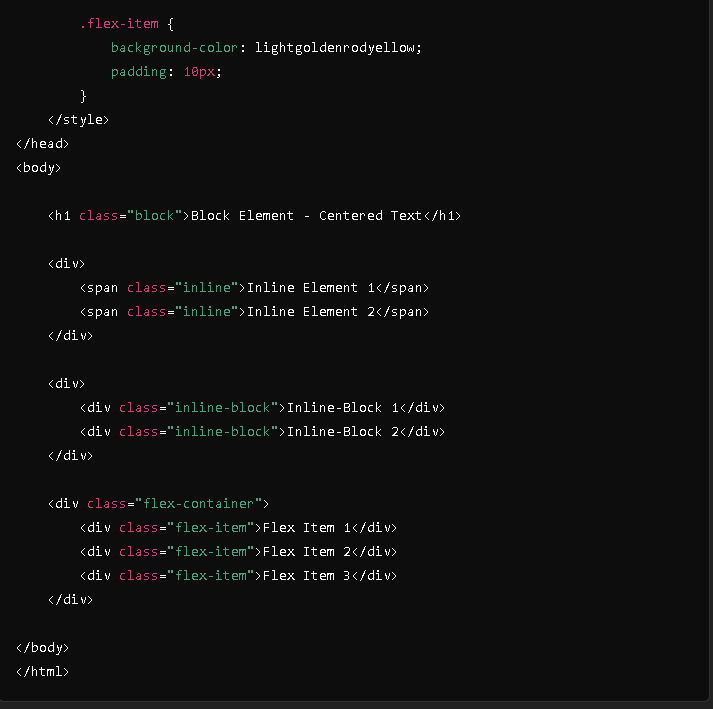 .flex-item {
background-color: lightgoldenrodyellow;
padding: 10px;
}
</style>
</head>
<body>
<h1 class="block">Block Element - Centered Text</h1>
<div>
<span class="inline">Inline Element 1</span>
<span class="inline">Inline Element 2</span>
</div>
<div>
<div class="inline-block">Inline-Block 1</div>
<div class="inline-block">Inline-Block 2</div>
</div>
<div class="flex-container">
<div class="flex-item">Flex Item 1</div>
<div class="flex-item">Flex Item 2</div>
<div class="flex-item">Flex Item 3</div>
</div>
</body>
</html>